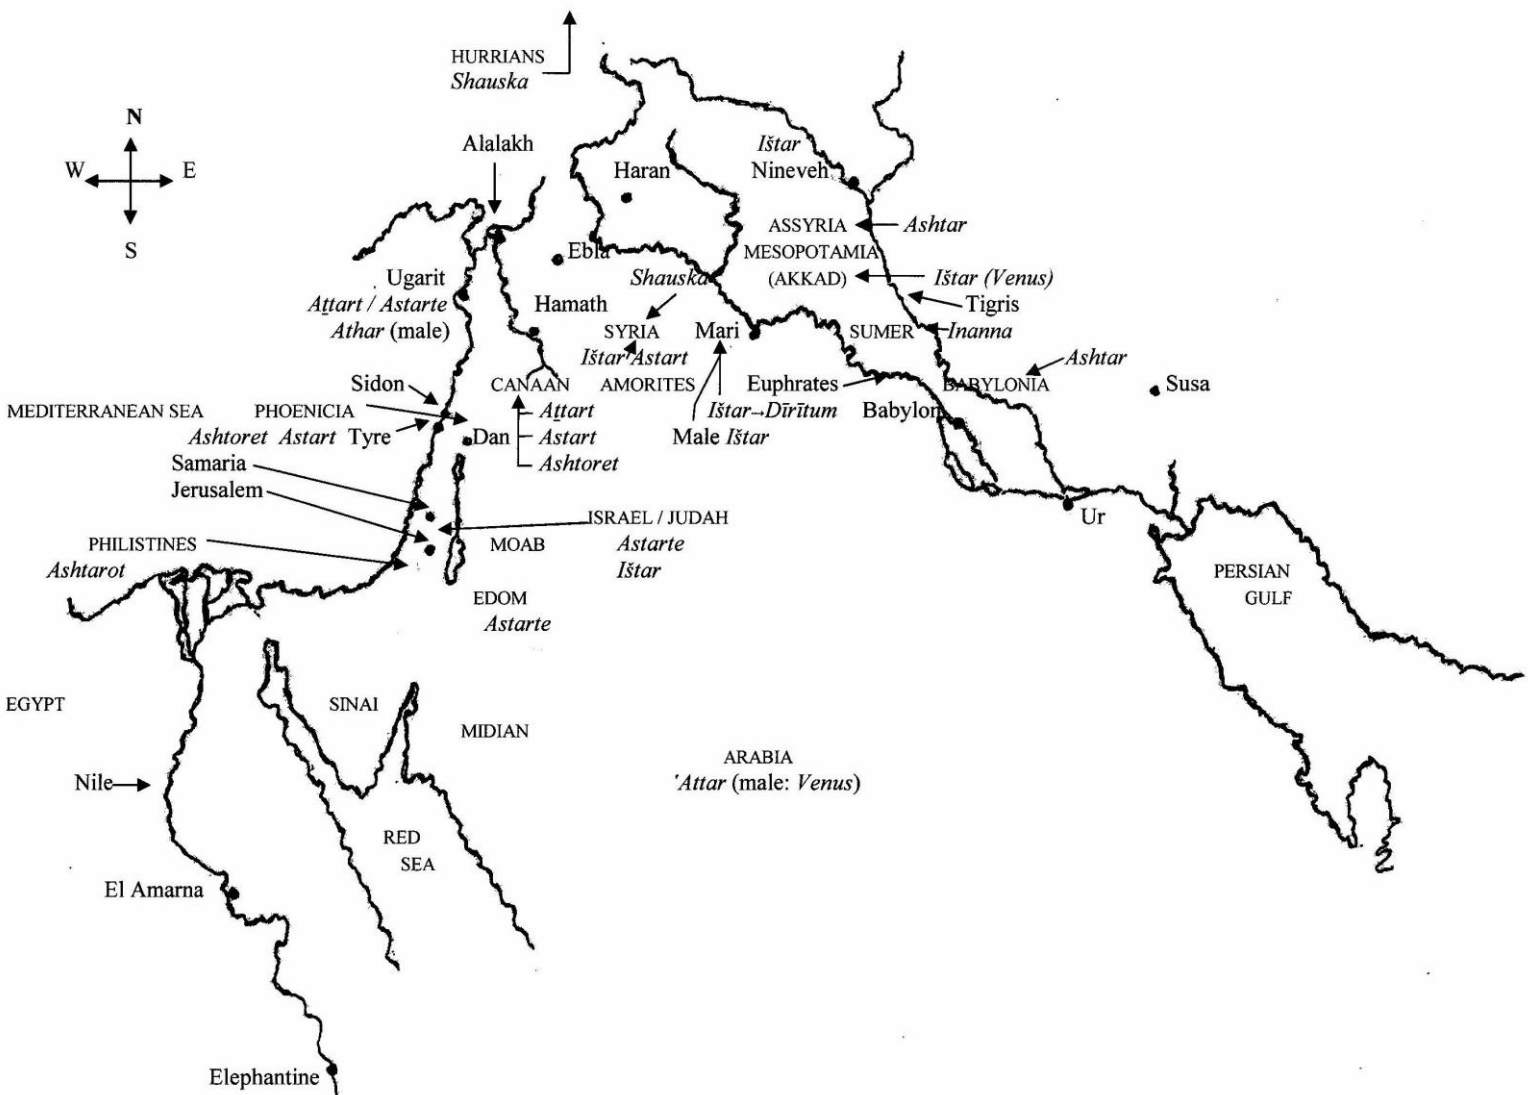 HURRIANS
Shauska
N
W E
S
Alalakh
Ištar
Nineveh
Haran
ASSYRIA Ashtar
MESOPOTAMIA
(AKKAD) Ištar (Venus)
Ebla
Shauska
Ugarit
Aṯtart / Astarte
Athar (male)
Hamath
Tigris
SYRIA
Mari
SUMER
Inanna
Ištar Astart
Ashtar
Sidon
CANAAN
AMORITES
Euphrates
BABYLONIA
Susa
MEDITERRANEAN SEA
PHOENICIA
Aṯtart
Ištar→Dīrītum
Babylon
Ashtoret Astart Tyre
Dan
Astart
Male Ištar
Samaria
Ashtoret
Jerusalem
Ur
ISRAEL / JUDAH
PHILISTINES
MOAB
Astarte
Ashtarot
Ištar
PERSIAN
GULF
EDOM
Astarte
EGYPT
SINAI
MIDIAN
ARABIA
‘Attar (male: Venus)
Nile
RED
SEA
El Amarna
Elephantine